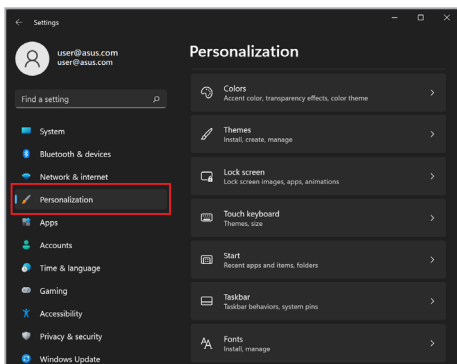 Settings
user@asus.com
user@asus.com
Find a setting
System
Bluetooth & devices
Network & internet
Personalization
Apps
Accounts
Time & language
Gaming
Accessibility
Privacy & security
Windows Update
Personalization
Colors
Accent color, transparency effects, color theme
Themes
Install, create, manage
Lock screen
Lock screen images, apps, animations
Touch keyboard
Themes, size
Start
Recent apps and items, folders
Taskbar
Taskbar behaviors, system pins
Fonts
Install, manage